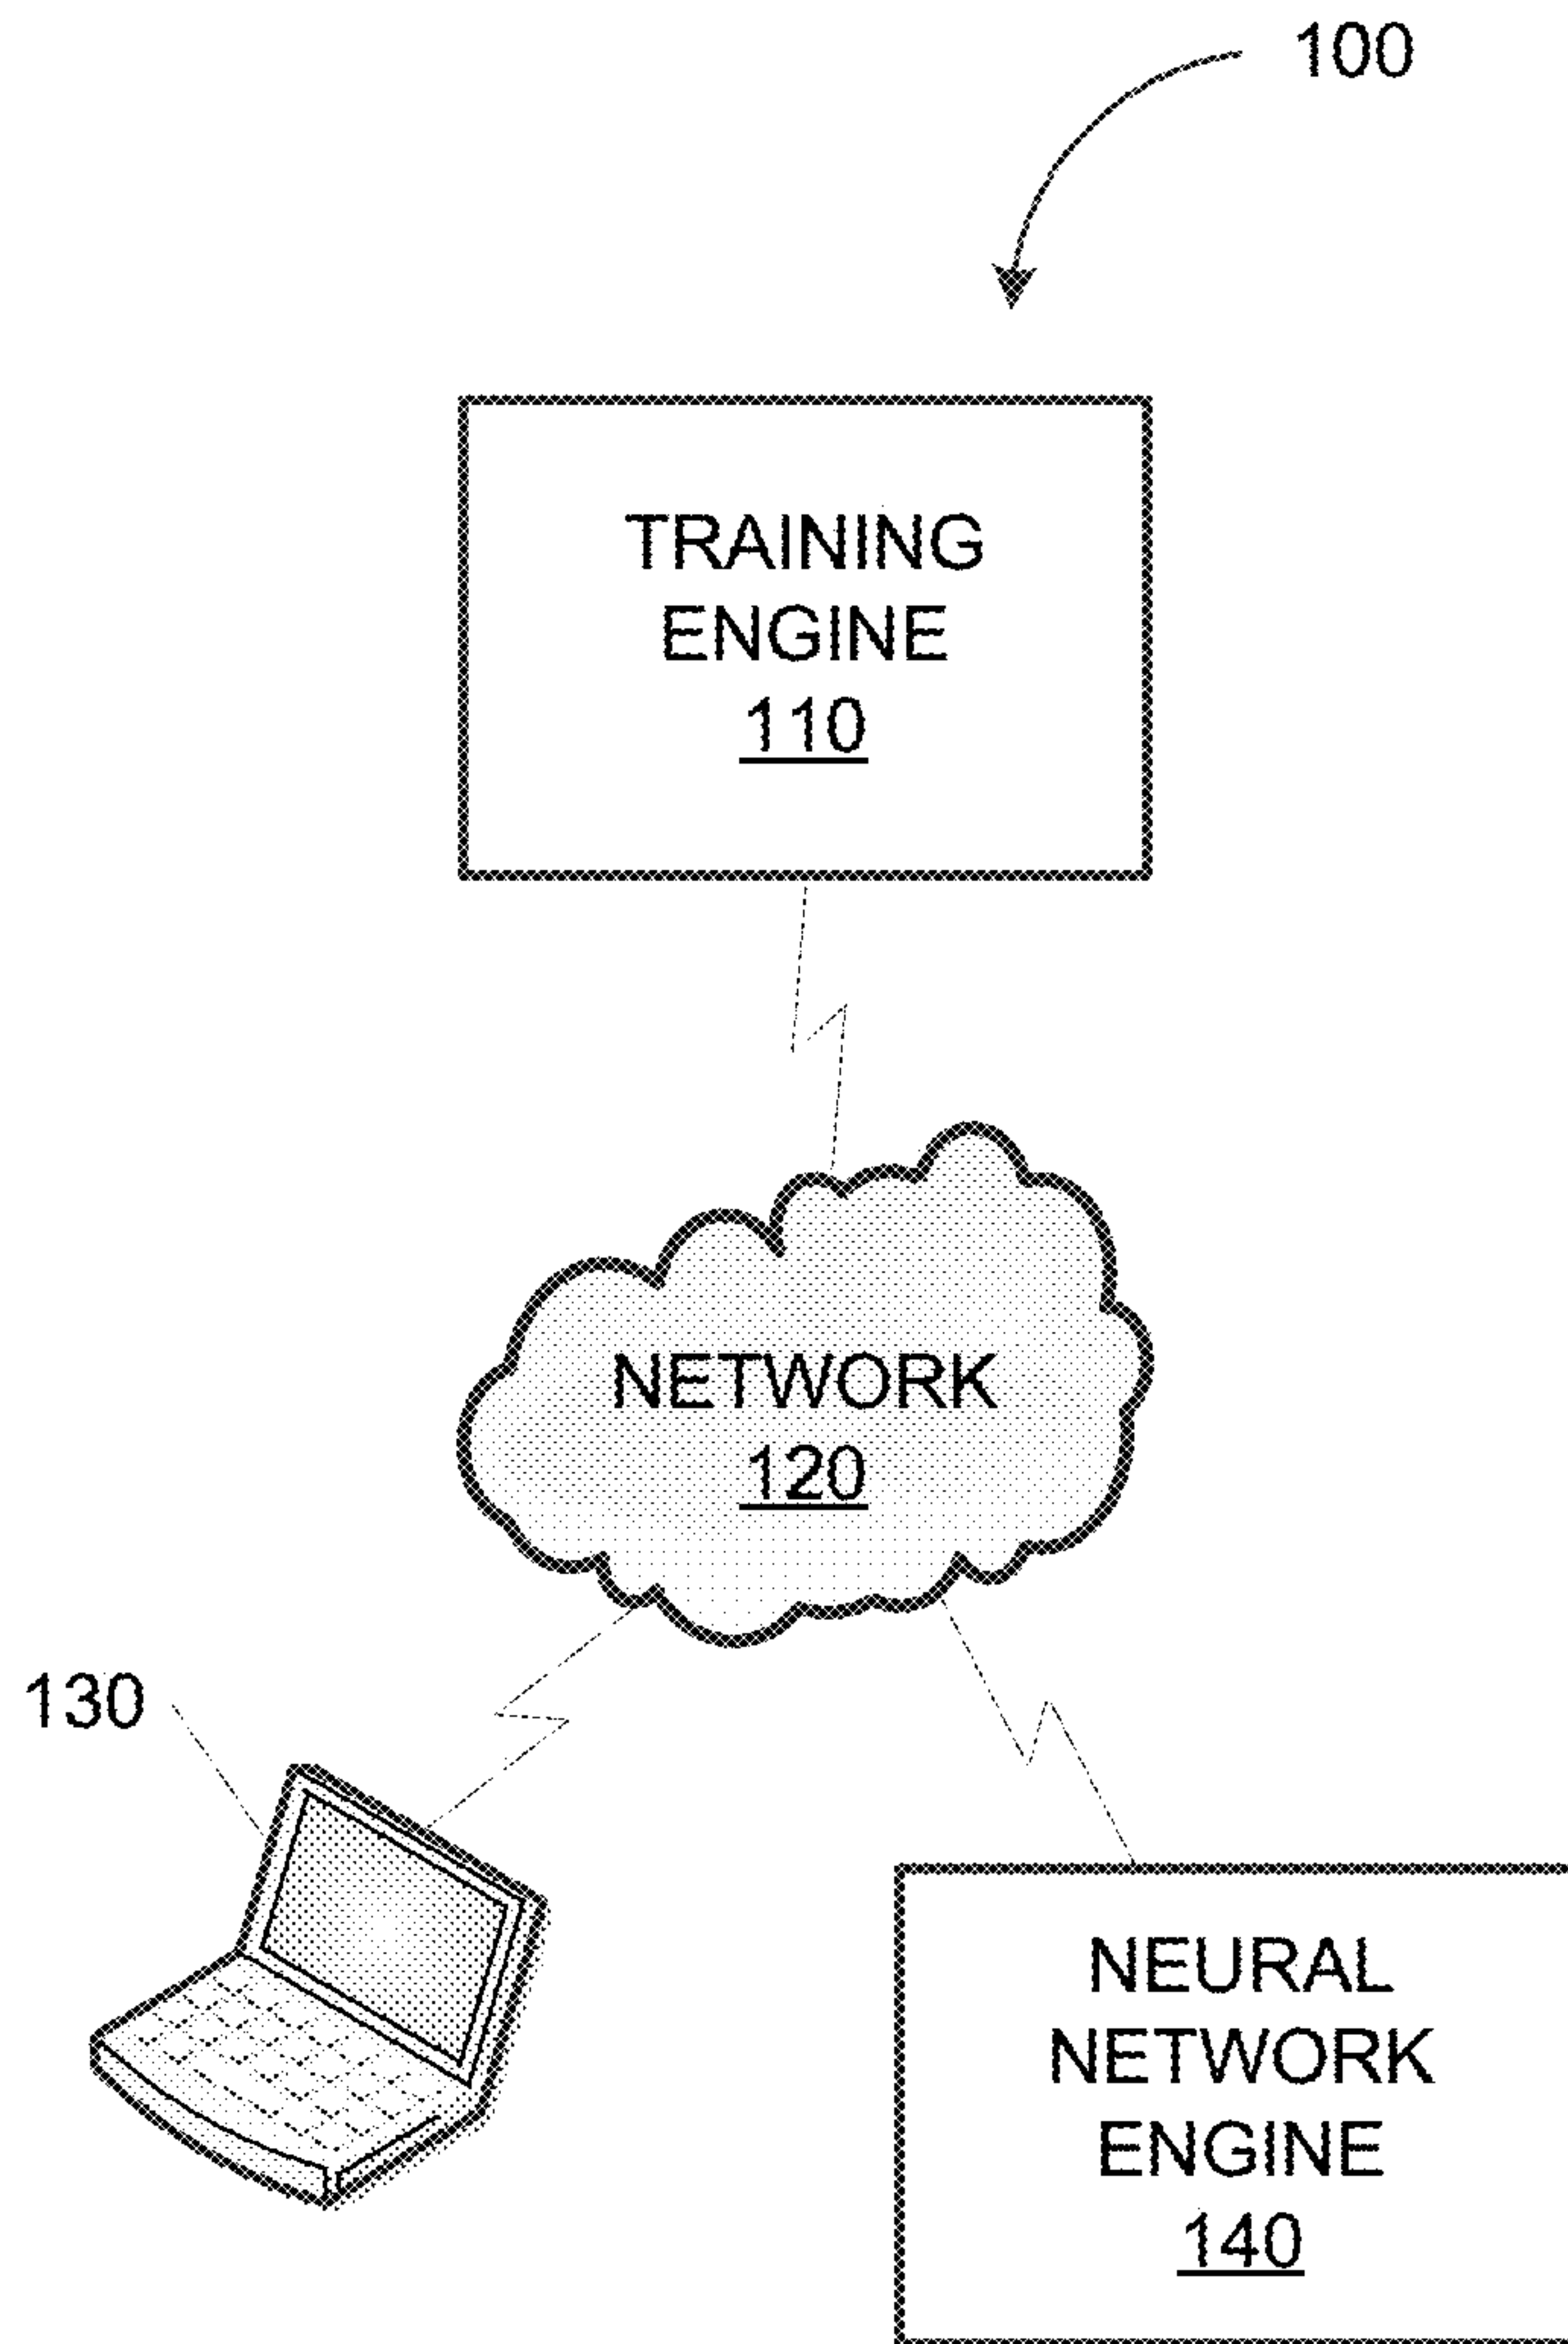 100
TRAINING
ENGINE
110
NETWORK
120
130
NEURAL
NETWORK
ENGINE
140